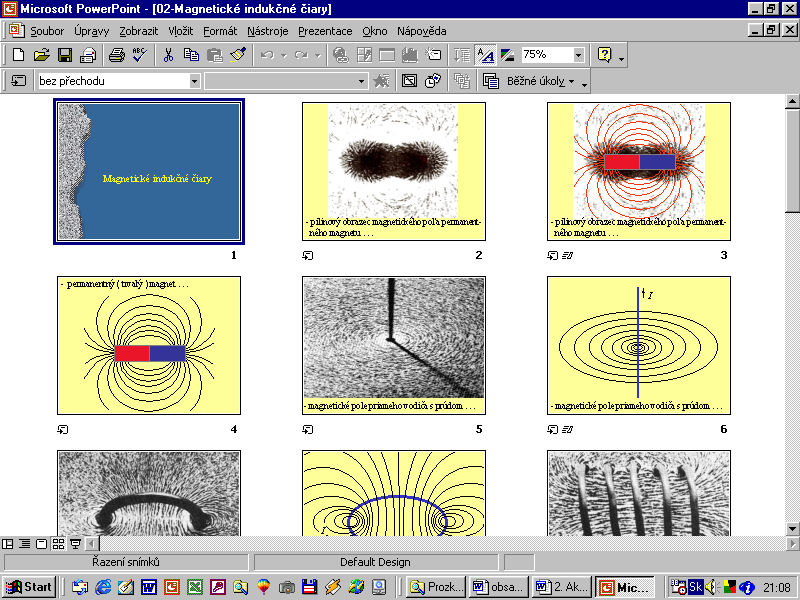 Microsoft PowerPoint - [02-Magnetické indukčné čiary]
Soubor Úpravy Zobrazit Vložit Formát Nástroje Prezentace Okno Nápověda
75%
bez přechodu
Běžné úkoly
Magnetické indukčné čiary
1
- pilinový obrazec magnetického poľa permanent-
ného magnetu . . .
2
- pilinový obrazec magnetického poľa permanent-
ného magnetu . . .
3
- permanentný ( trvalý ) magnet . . .
4
- magnetické pole priameho vodiča s prúdom . . .
5
I
- magnetické pole priameho vodiča s prúdom . . .
6
Řazení snímků
Default Design
Start
Prozk...
obsa...
2. Ak...
Mic...
Sk
21:08